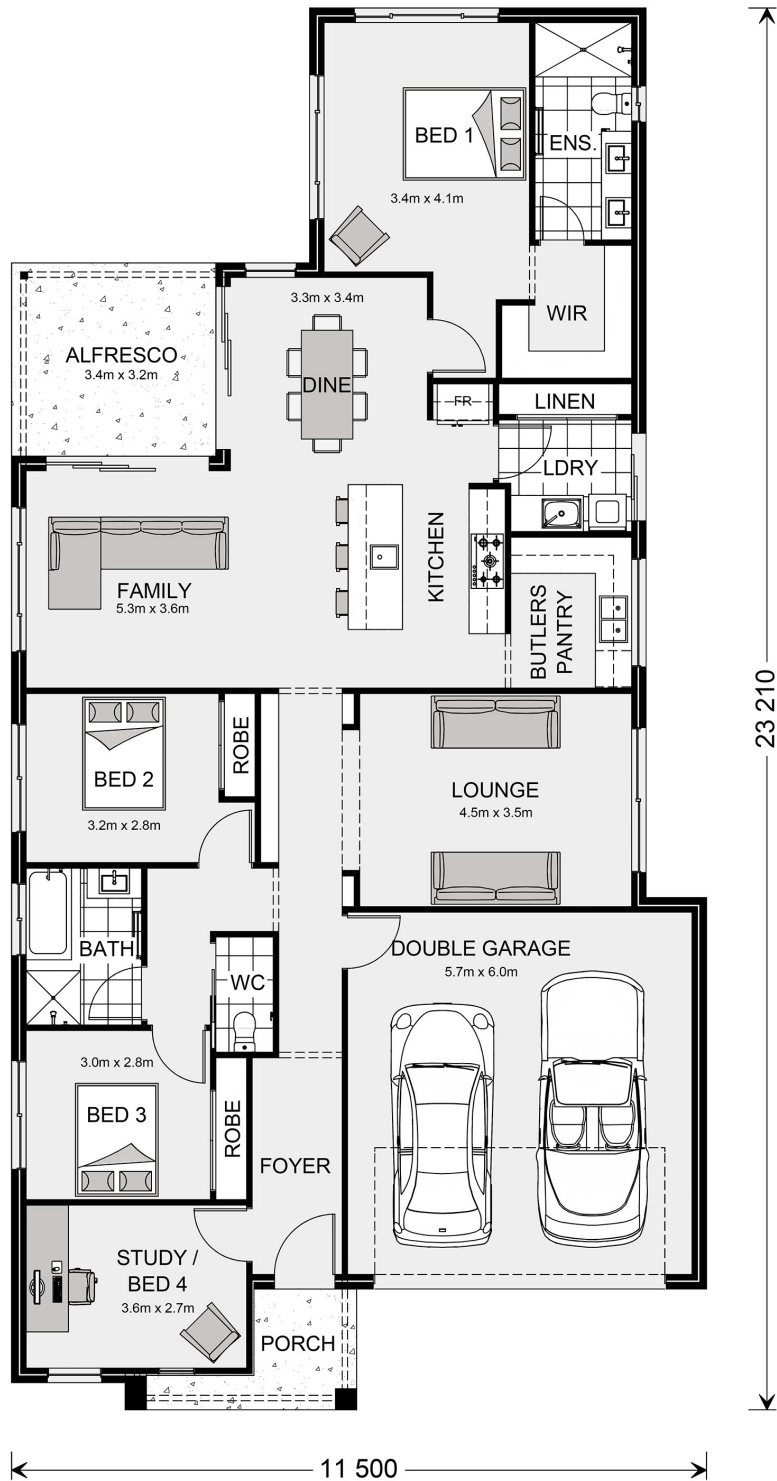 BED 1
3.4m x 4.1m
ENS.
WIR
3.3m x 3.4m
DINE
ALFRESCO
3.4m x 3.2m
FR
LINEN
LDRY
KITCHEN
FAMILY
5.3m x 3.6m
BUTLERS
PANTRY
BED 2
3.2m x 2.8m
ROBE
LOUNGE
4.5m x 3.5m
BATH
WC
DOUBLE GARAGE
5.7m x 6.0m
3.0m x 2.8m
BED 3
ROBE
FOYER
STUDY /
BED 4
3.6m x 2.7m
PORCH
23 210
11 500